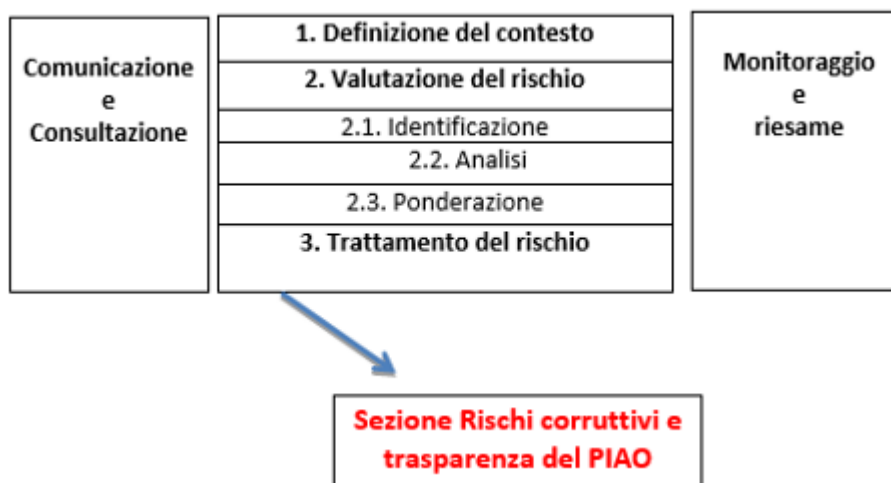 Comunicazione
e
Consultazione
1. Definizione del contesto
2. Valutazione del rischio
2.1. Identificazione
2.2. Analisi
2.3. Ponderazione
3. Trattamento del rischio
Monitoraggio
e
riesame
Sezione Rischi corruttivi e
trasparenza del PIAO